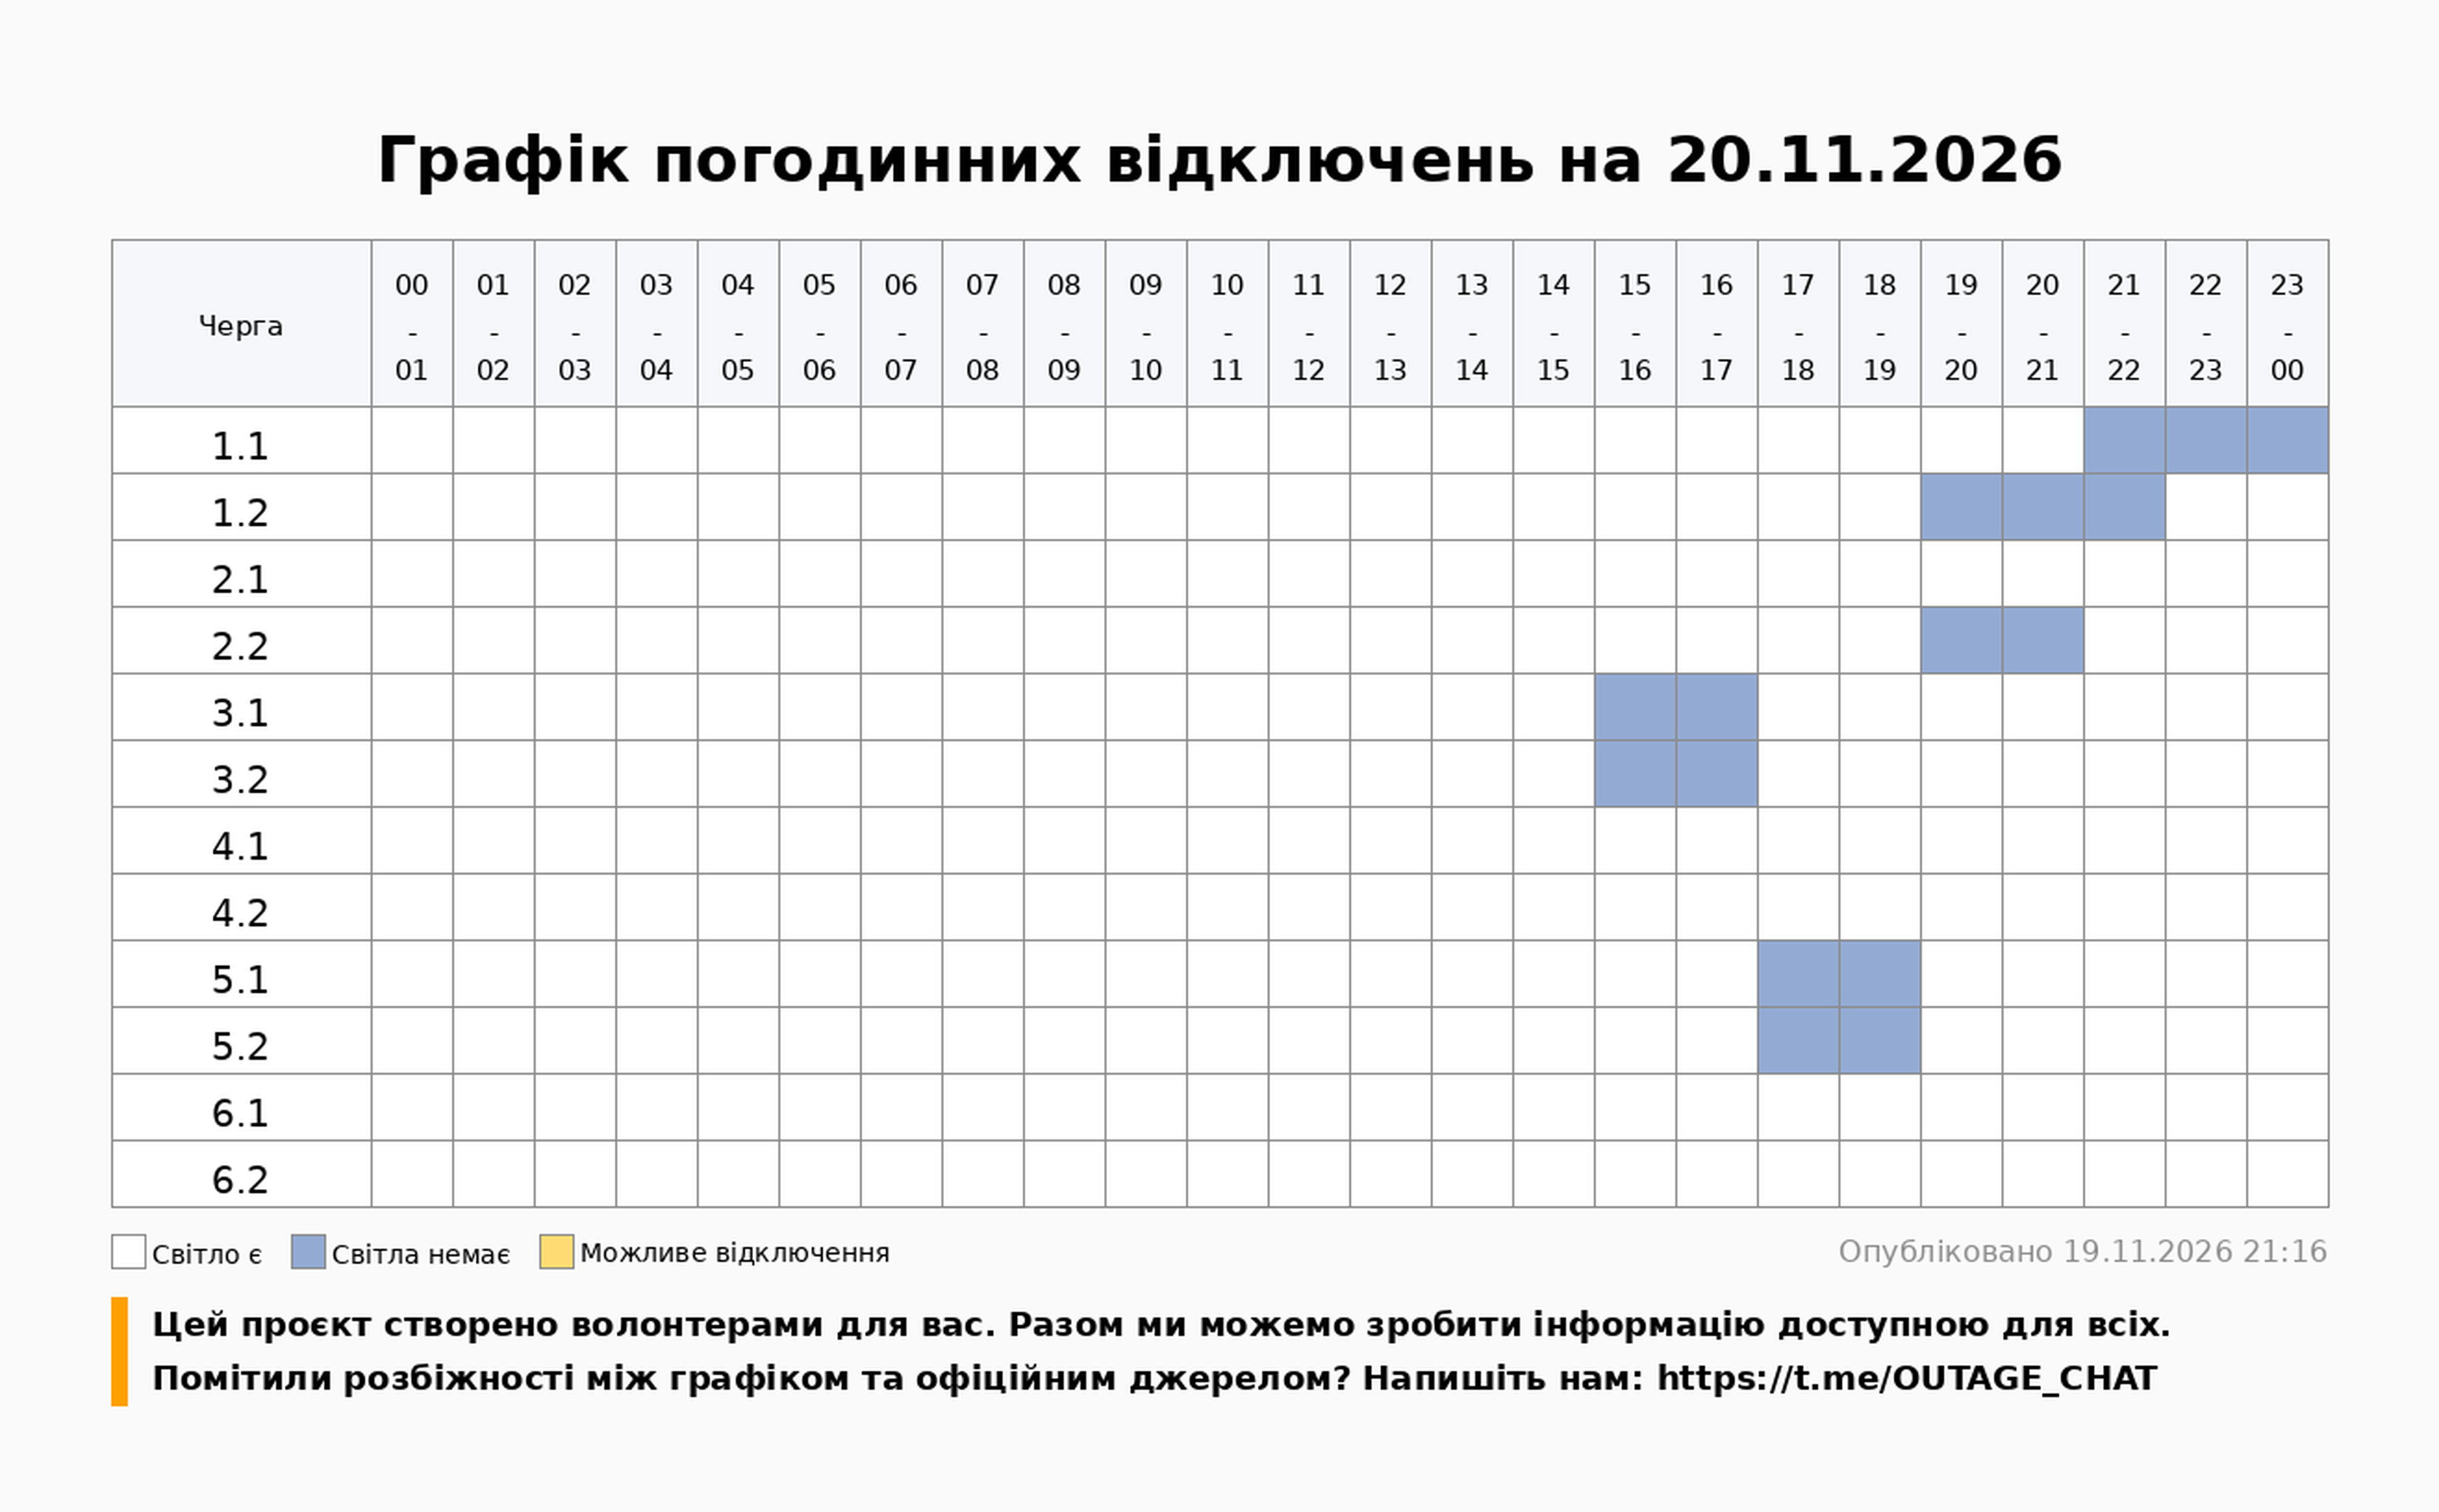 Графік погодинних відключень на 20.11.2026
Черга 00 - 01 01 - 02 02 - 03 03 - 04 04 - 05 05 - 06 06 - 07 07 - 08 08 - 09 09 - 10 10 - 11 11 - 12 12 - 13 13 - 14 14 - 15 15 - 16 16 - 17 17 - 18 18 - 19 19 - 20 20 - 21 21 - 22 22 - 23 23 - 00
1.1
1.2
2.1
2.2
3.1
3.2
4.1
4.2
5.1
5.2
6.1
6.2
Світло є Світла немає Можливе відключення Опубліковано 19.11.2026 21:16
Цей проєкт створено волонтерами для вас. Разом ми можемо зробити інформацію доступною для всіх.
Помітили розбіжності між графіком та офіційним джерелом? Напишіть нам: https://t.me/OUTAGE_CHAT